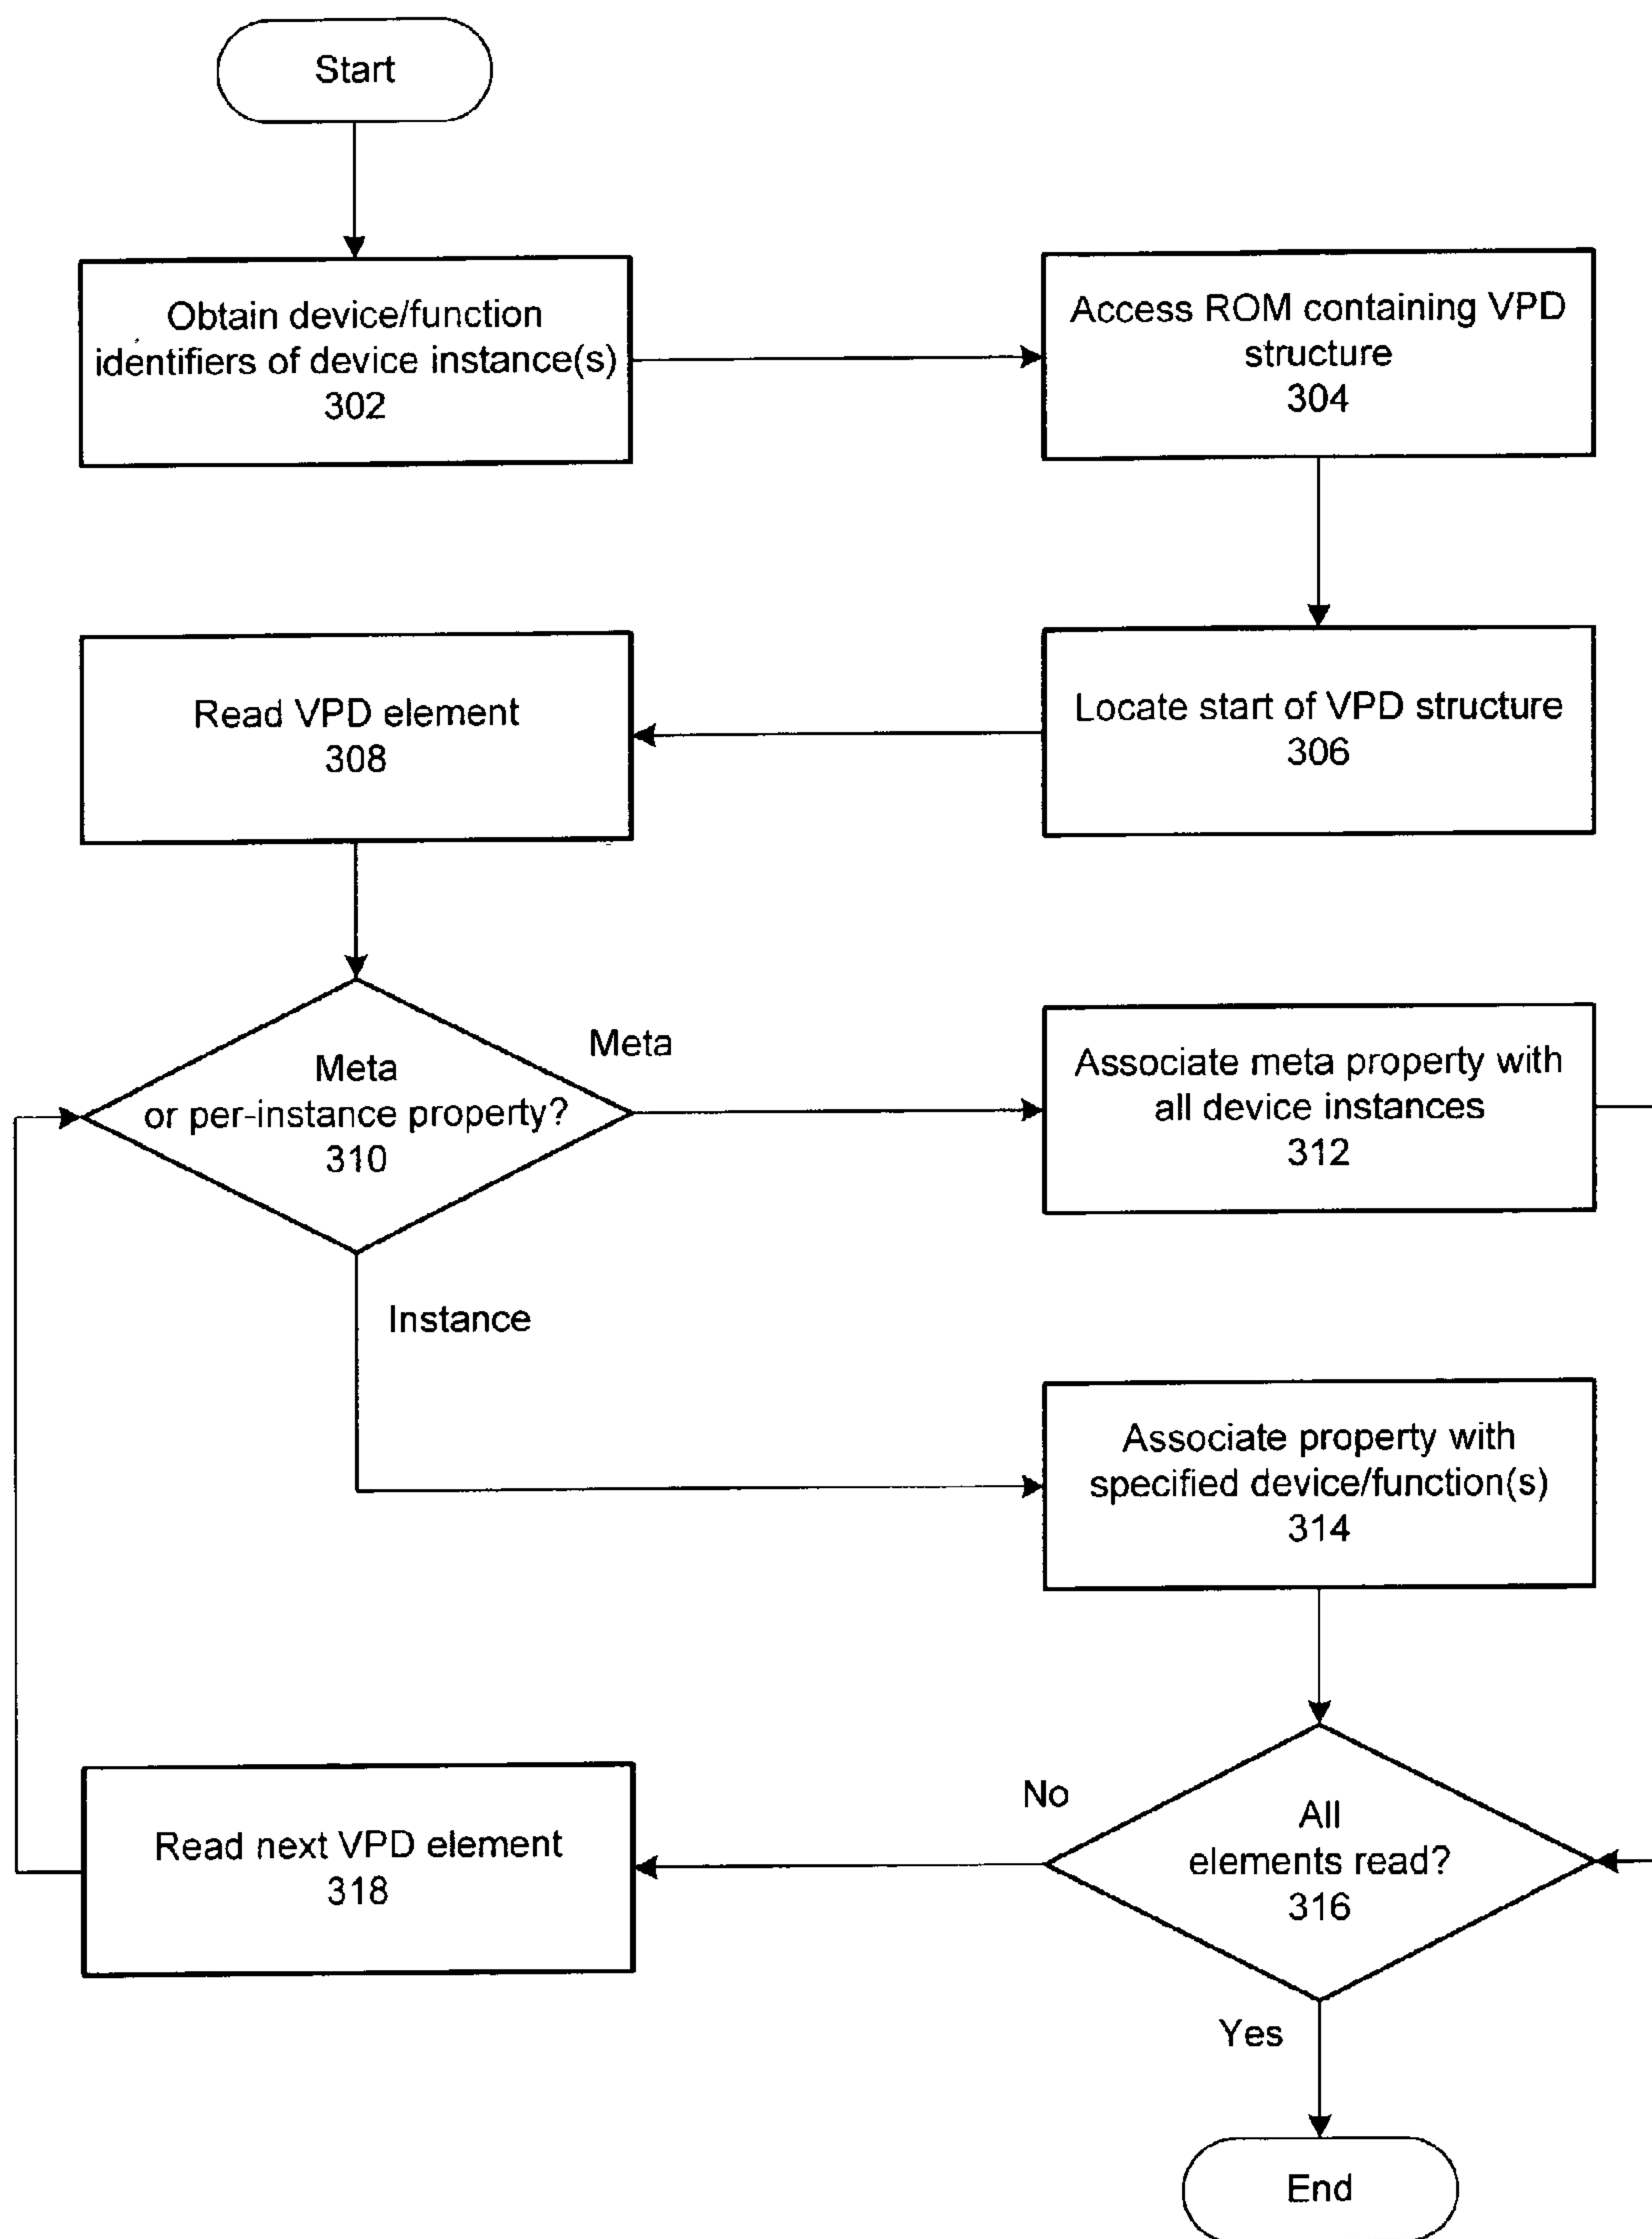 Start
Obtain device/function
identifiers of device instance(s)
302
Access ROM containing VPD
structure
304
Locate start of VPD structure
306
Read VPD element
308
Meta
or per-instance property?
310
Meta
Associate meta property with
all device instances
312
Instance
Associate property with
specified device/function(s)
314
All
elements read?
316
No
Read next VPD element
318
Yes
End